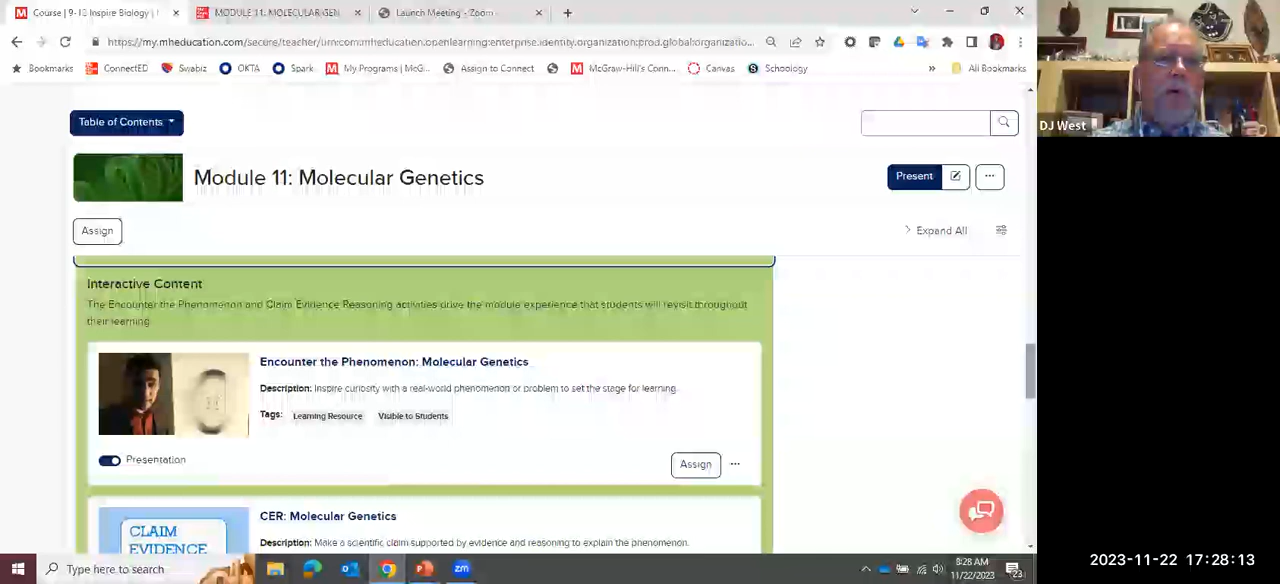 Course | 9-12 Inspire Biology |
MODULE 11: MOLECULAR GEN
Launch Meeting - Zoom
https://my.mheducation.com/secure/teacher/urn:com.mheducation.openlearning:enterprise.identity.organization:prod.global:organizatio...
Bookmarks
ConnectED
Swabiz
OKTA
Spark
My Programs | McG...
Assign to Connect
McGraw-Hill's Conn...
Canvas
Schoology
»
All Bookmarks
DJ West
Table of Contents
Module 11: Molecular Genetics
Present
...
Assign
Expand All
Interactive Content
The Encounter the Phenomenon and Claim Evidence Reasoning activities drive the module experience that students will revisit throughout
their learning.
Encounter the Phenomenon: Molecular Genetics
Description: Inspire curiosity with a real-world phenomenon or problem to set the stage for learning.
Tags: Learning Resource Visible to Students
Presentation
Assign
...
CLAIM
EVIDENCE
CER: Molecular Genetics
Description: Make a scientific claim supported by evidence and reasoning to explain the phenomenon.
Type here to search
8:28 AM
11/22/2023
23
2023-11-22 17:28:13